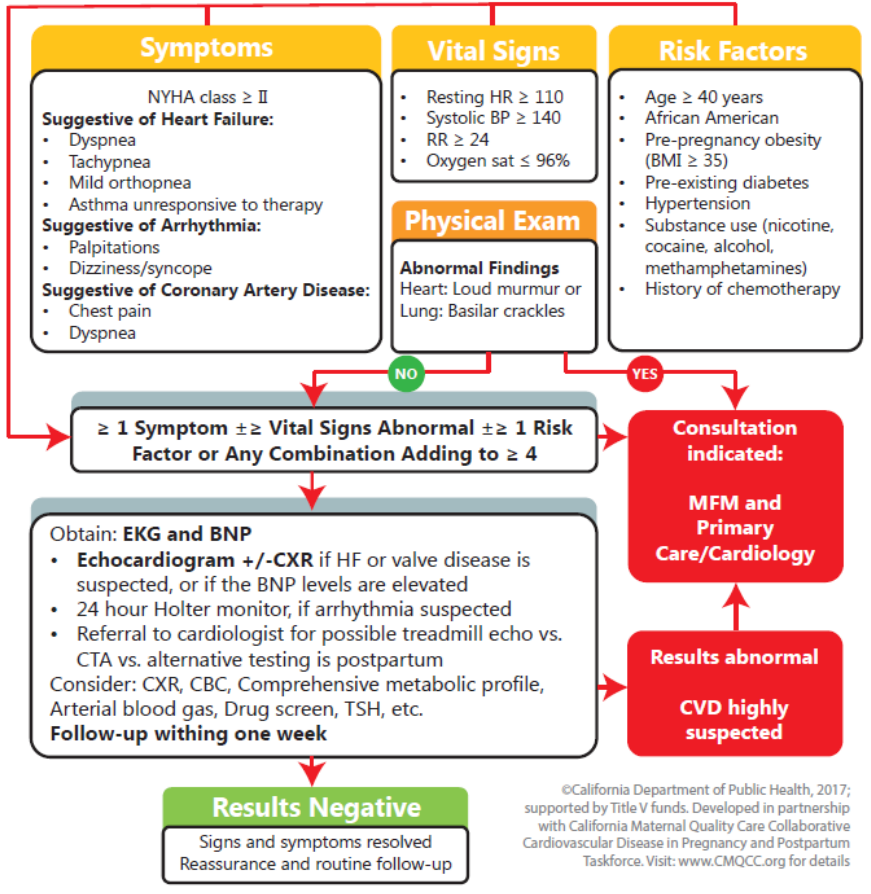 Symptoms
NYHA class ≥ II
Suggestive of Heart Failure:
• Dyspnea
• Tachypnea
• Mild orthopnea
• Asthma unresponsive to therapy
Suggestive of Arrhythmia:
• Palpitations
• Dizziness/syncope
Suggestive of Coronary Artery Disease:
• Chest pain
• Dyspnea
Vital Signs
• Resting HR ≥ 110
• Systolic BP ≥ 140
• RR ≥ 24
• Oxygen sat ≤ 96%
Risk Factors
• Age ≥ 40 years
• African American
• Pre-pregnancy obesity
(BMI ≥ 35)
• Pre-existing diabetes
• Hypertension
• Substance use (nicotine,
cocaine, alcohol,
methamphetamines)
• History of chemotherapy
Physical Exam
Abnormal Findings
Heart: Loud murmur or
Lung: Basilar crackles
NO
YES
≥ 1 Symptom ±≥ Vital Signs Abnormal ±≥ 1 Risk
Factor or Any Combination Adding to ≥ 4
Consultation
indicated:
MFM and
Primary
Care/Cardiology
Obtain: EKG and BNP
• Echocardiogram +/-CXR if HF or valve disease is
suspected, or if the BNP levels are elevated
• 24 hour Holter monitor, if arrhythmia suspected
• Referral to cardiologist for possible treadmill echo vs.
CTA vs. alternative testing is postpartum
Consider: CXR, CBC, Comprehensive metabolic profile,
Arterial blood gas, Drug screen, TSH, etc.
Follow-up withing one week
Results abnormal
CVD highly
suspected
Results Negative
Signs and symptoms resolved
Reassurance and routine follow-up
©California Department of Public Health, 2017;
supported by Title V funds. Developed in partnership
with California Maternal Quality Care Collaborative
Cardiovascular Disease in Pregnancy and Postpartum
Taskforce. Visit: www.CMQCC.org for details